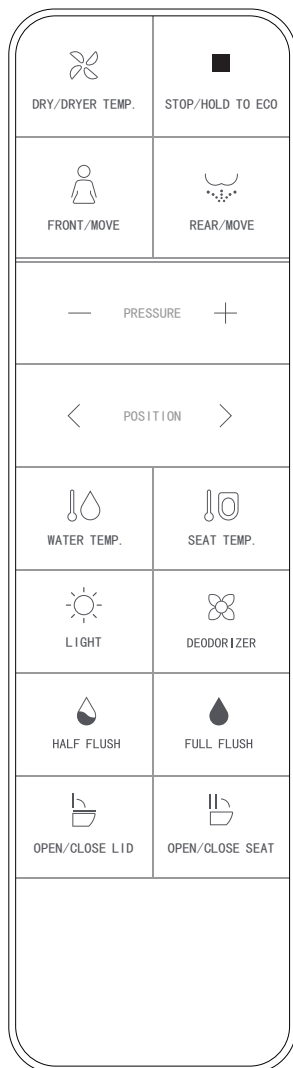 DRY/DRYER TEMP.
STOP/HOLD TO ECO
FRONT/MOVE
REAR/MOVE
PRESSURE
POSITION
WATER TEMP.
SEAT TEMP.
LIGHT
DEODORIZER
HALF FLUSH
FULL FLUSH
OPEN/CLOSE LID
OPEN/CLOSE SEAT